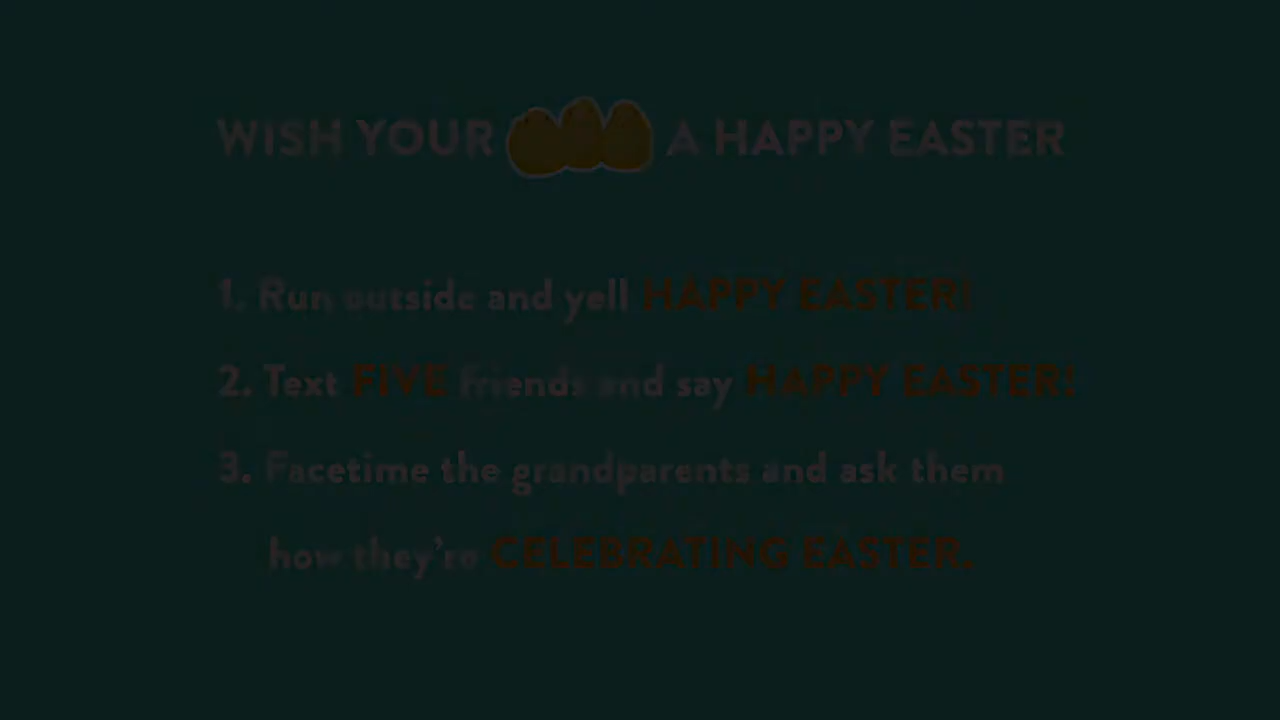 WISH YOUR A HAPPY EASTER
1. Run outside and yell HAPPY EASTER!
2. Text FIVE friends and say HAPPY EASTER!
3. Facetime the grandparents and ask them
how they're CELEBRATING EASTER.